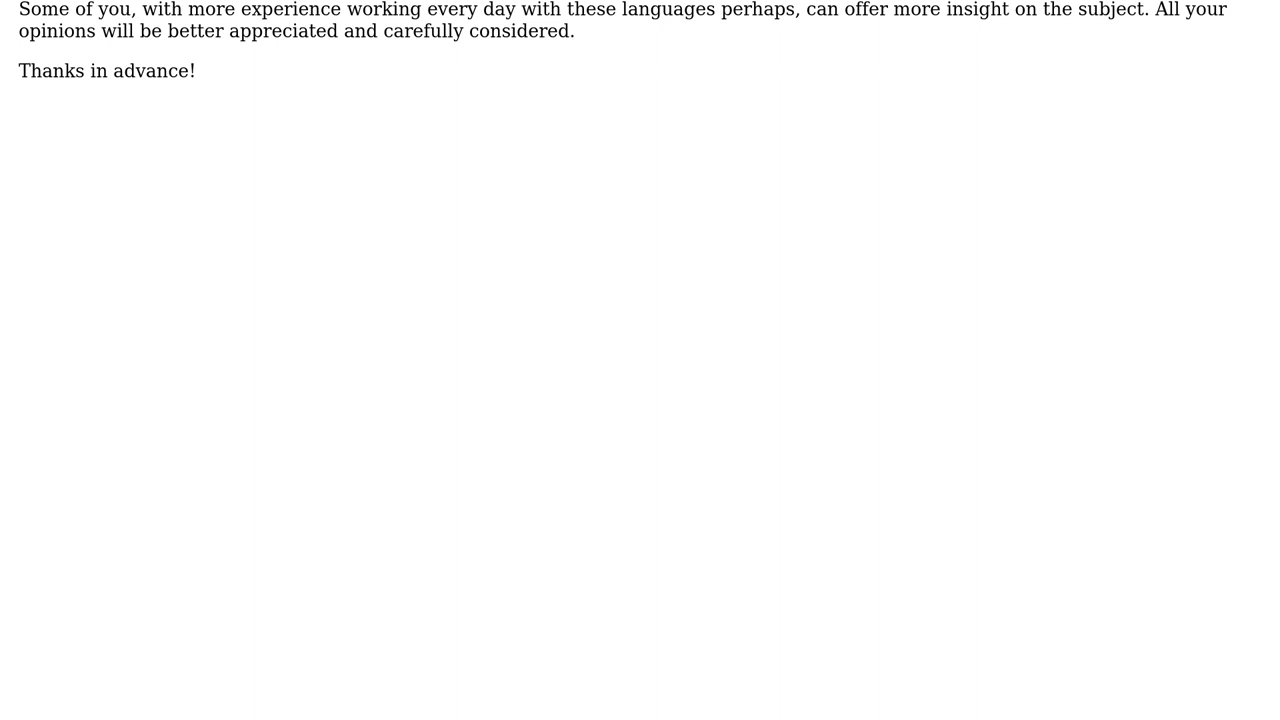 Some of you, with more experience working every day with these languages perhaps, can offer more insight on the subject. All your
opinions will be better appreciated and carefully considered.
Thanks in advance!